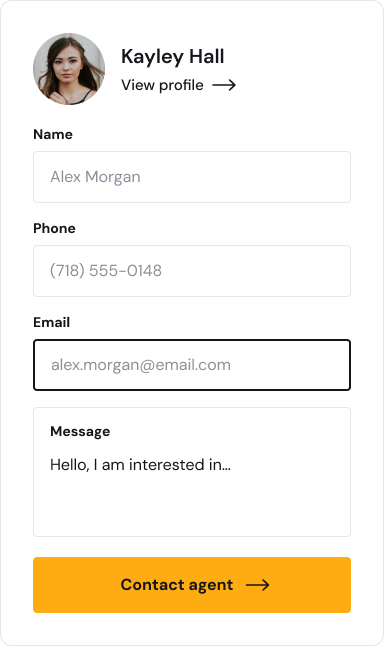 Kayley Hall
View profile
Name
Alex Morgan
Phone
(718) 555-0148
Email
alex.morgan@email.com
Message
Hello, I am interested in...
Contact agent